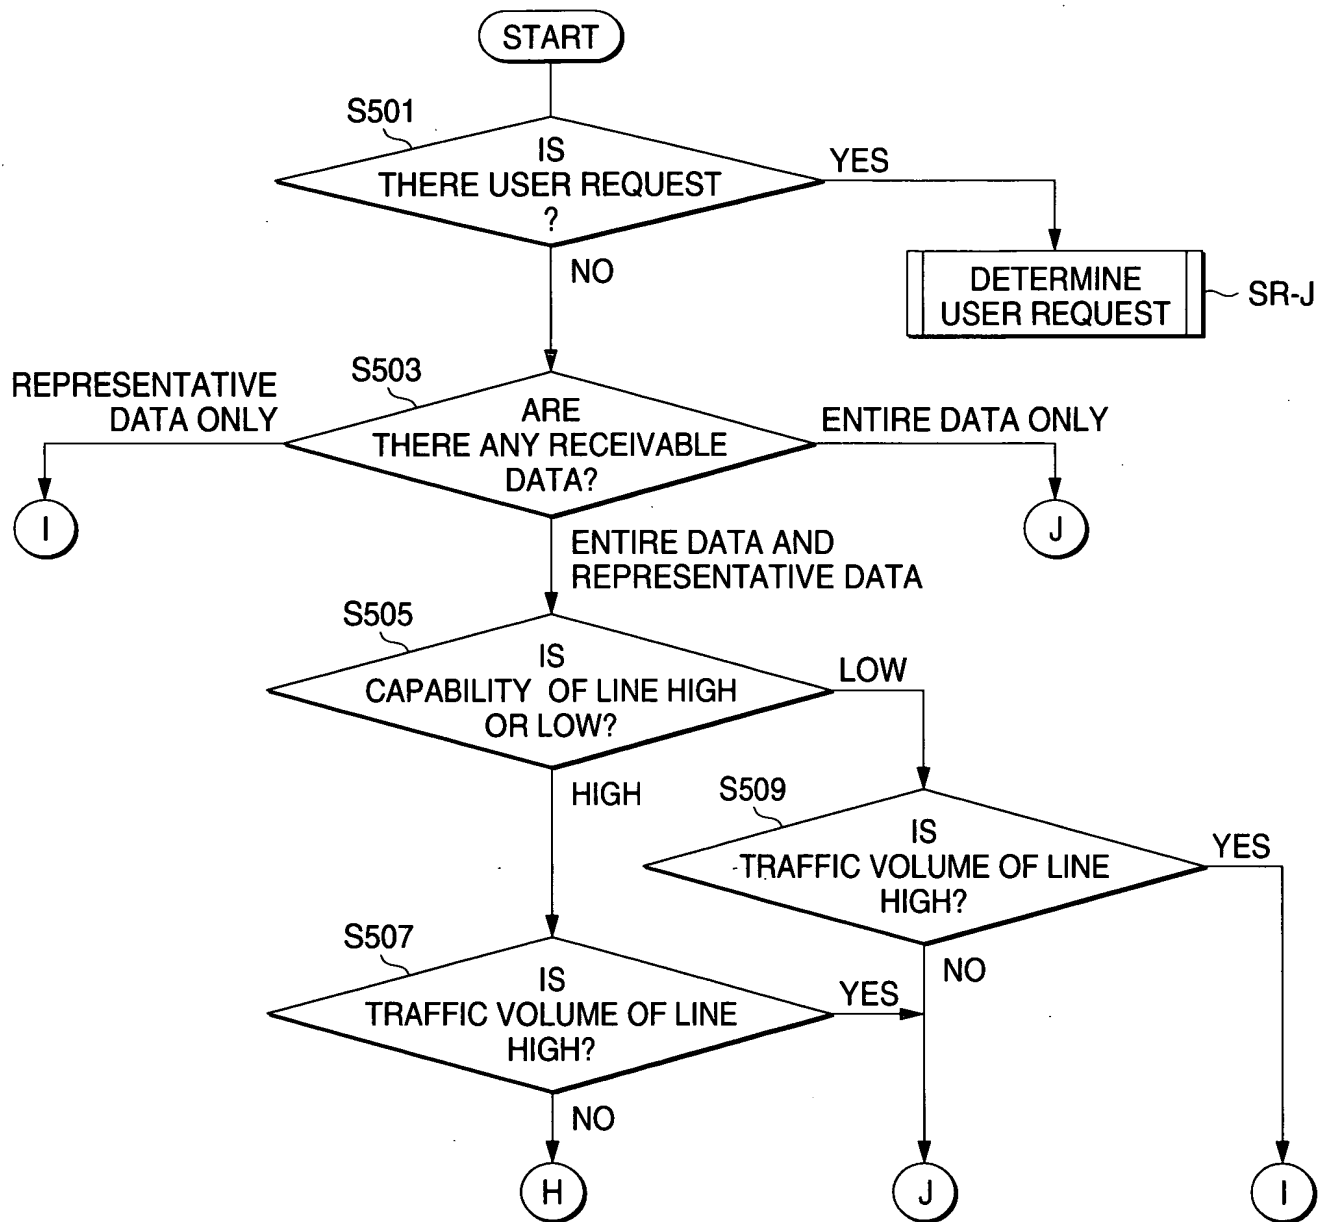 START
S501
IS
THERE USER REQUEST
?
YES
NO
DETERMINE
USER REQUEST
SR-J
S503
ARE
THERE ANY RECEIVABLE
DATA?
REPRESENTATIVE
DATA ONLY
ENTIRE DATA ONLY
I
J
ENTIRE DATA AND
REPRESENTATIVE DATA
S505
IS
CAPABILITY OF LINE HIGH
OR LOW?
LOW
HIGH
S509
IS
TRAFFIC VOLUME OF LINE
HIGH?
YES
NO
S507
IS
TRAFFIC VOLUME OF LINE
HIGH?
YES
NO
H
J
I